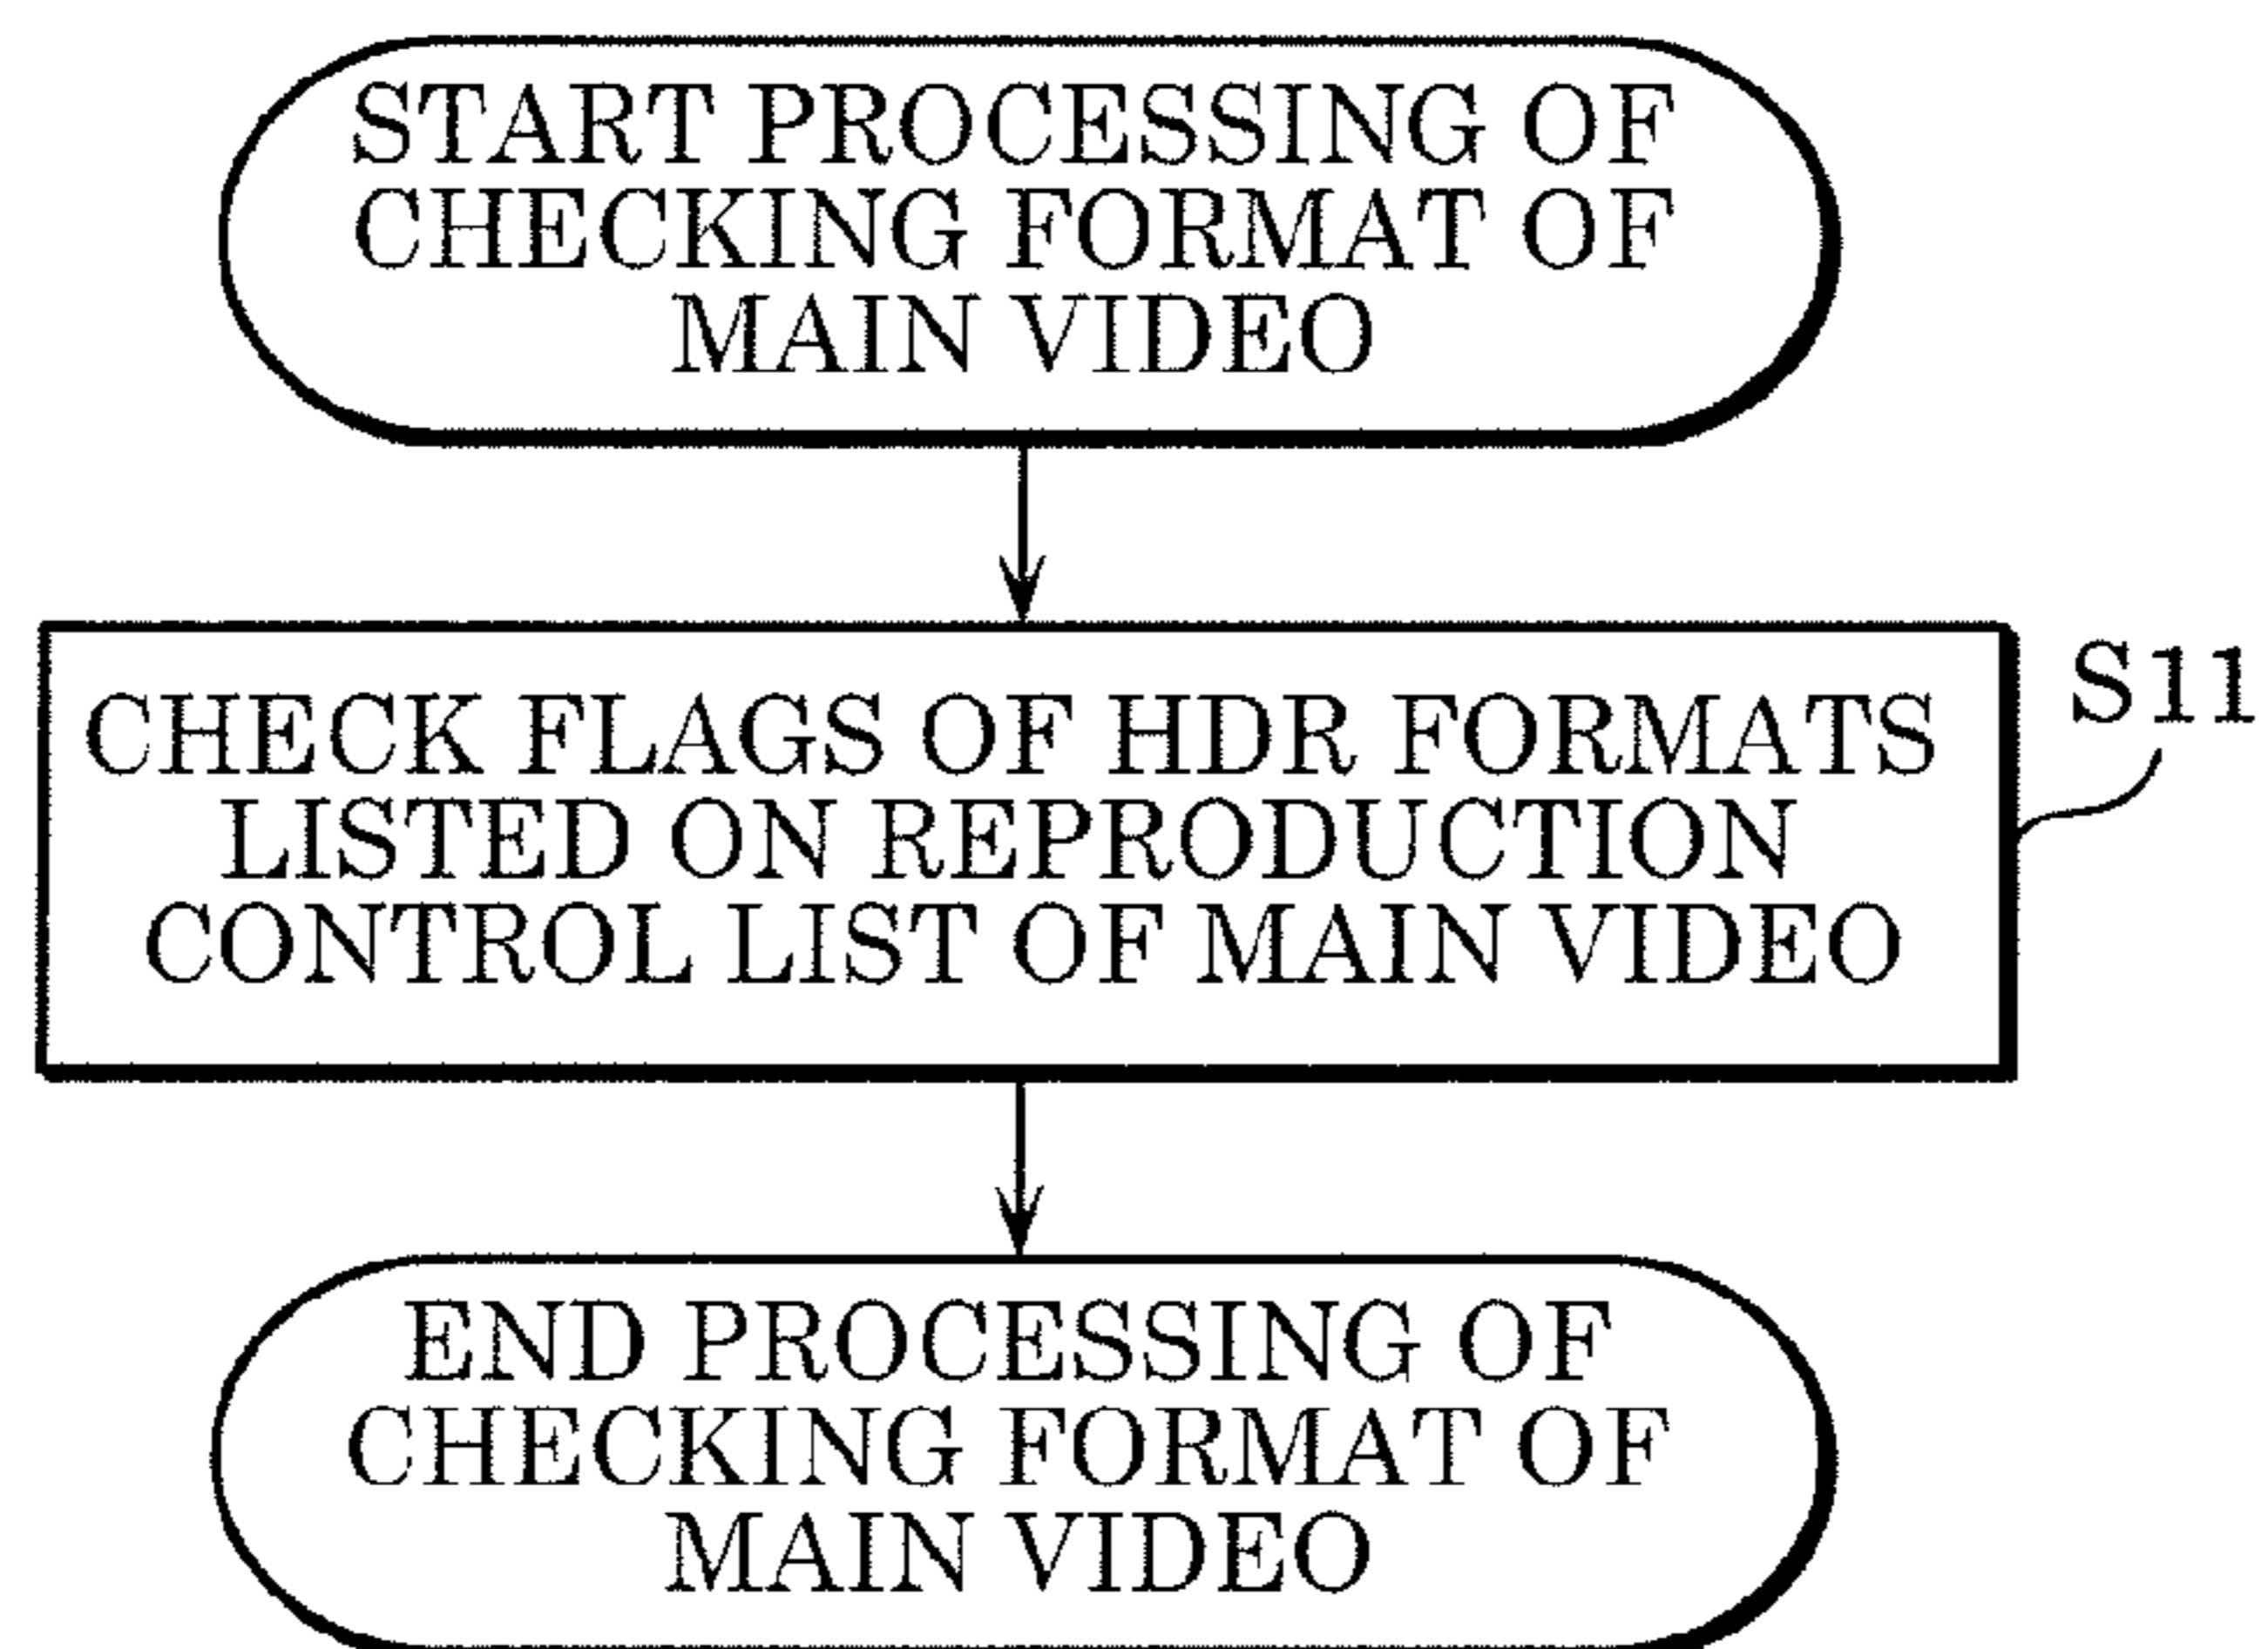 START PROCESSING OF
CHECKING FORMAT OF
MAIN VIDEO
CHECK FLAGS OF HDR FORMATS
LISTED ON REPRODUCTION
CONTROL LIST OF MAIN VIDEO
S11
END PROCESSING OF
CHECKING FORMAT OF
MAIN VIDEO